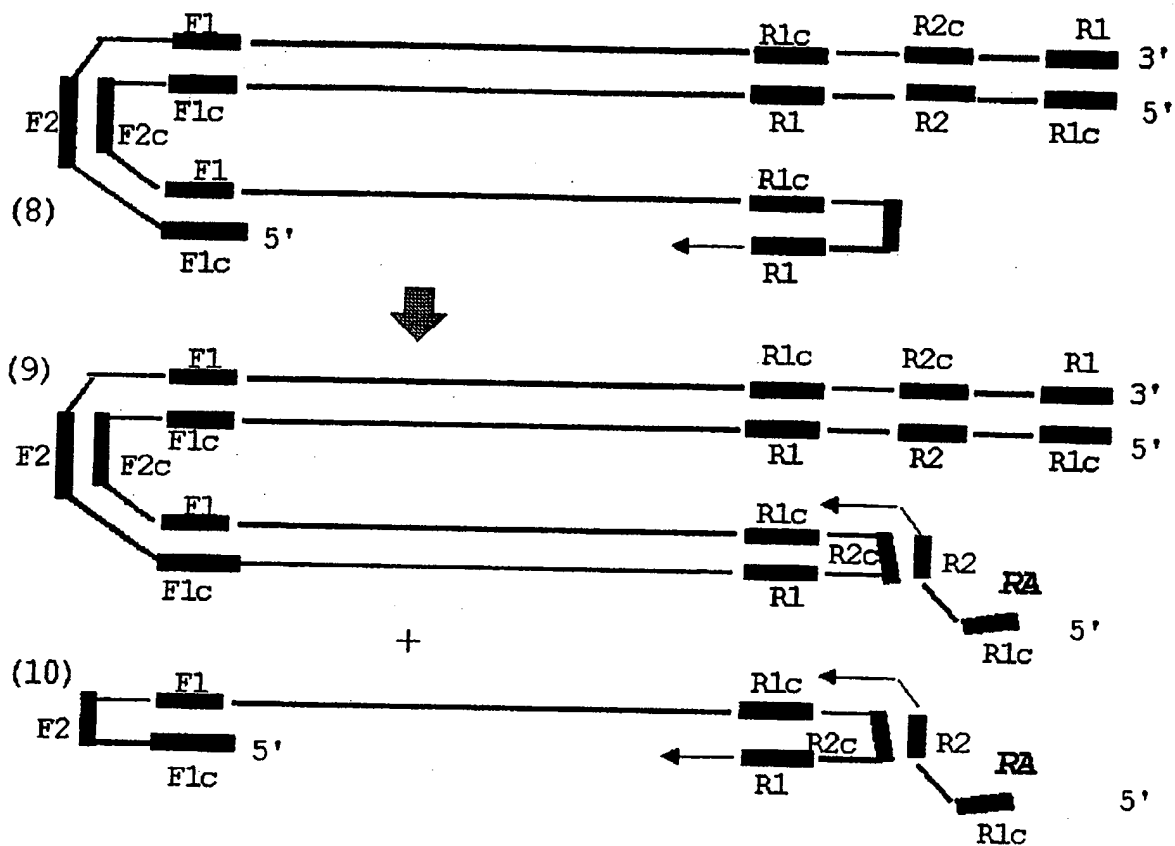 F1 R1c R2c R1
3'
F2 F2c F1c R1 R2 R1c 5'
F1 R1c
(8)
F1c 5' R1
(9) F1 R1c R2c R1
3'
F2 F2c F1c R1 R2 R1c 5'
F1 R1c
R2c R2
F1c R1 RA
R1c 5'
+
(10) F1 R1c
F2 5' R2c R2
F1c R1 RA
R1c 5'